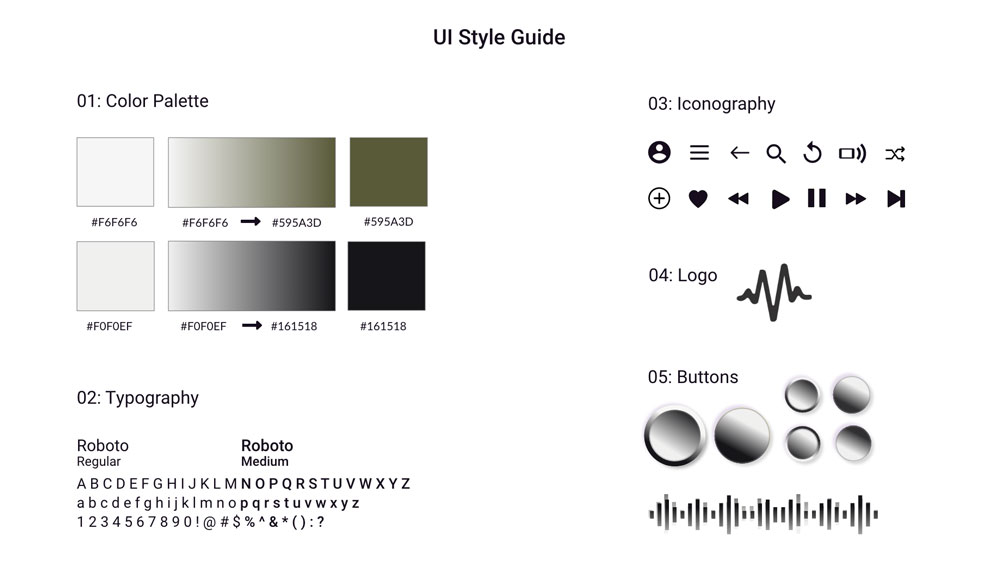 UI Style Guide
01: Color Palette
#F6F6F6
#F6F6F6 #595A3D
#595A3D
#F0F0EF
#F0F0EF #161518
#161518
02: Typography
Roboto
Regular
Roboto
Medium
A B C D E F G H I J K L M N O P Q R S T U V W X Y Z
a b c d e f g h i j k l m n o p q r s t u v w x y z
1 2 3 4 5 6 7 8 9 0 ! @ # $ % ^ & * ( ) : ?
03: Iconography
04: Logo
05: Buttons